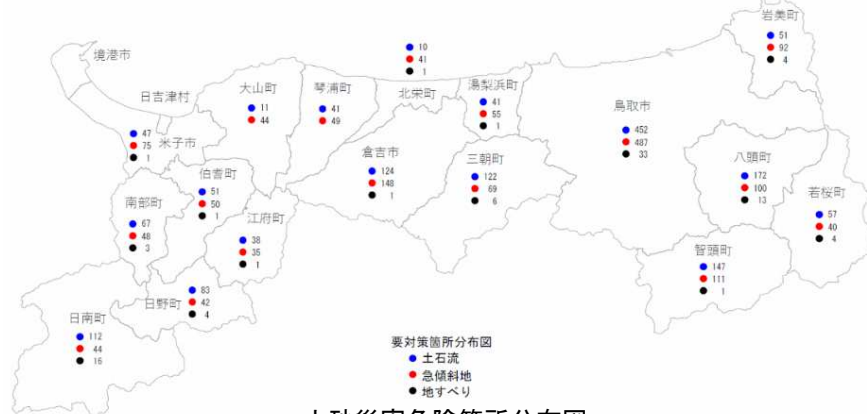 岩美町
51
92
4
境港市
10
41
1
日吉津村
大山町
11
44
琴浦町
41
49
北栄町
湯梨浜町
41
55
1
鳥取市
452
487
33
米子市
47
75
1
倉吉市
124
148
1
三朝町
122
69
6
八頭町
172
100
13
若桜町
57
40
4
伯耆町
51
50
1
南部町
67
48
3
江府町
38
35
1
智頭町
147
111
1
日野町
83
42
4
日南町
112
44
16
要対策箇所分布図
土石流
急傾斜地
地すべり